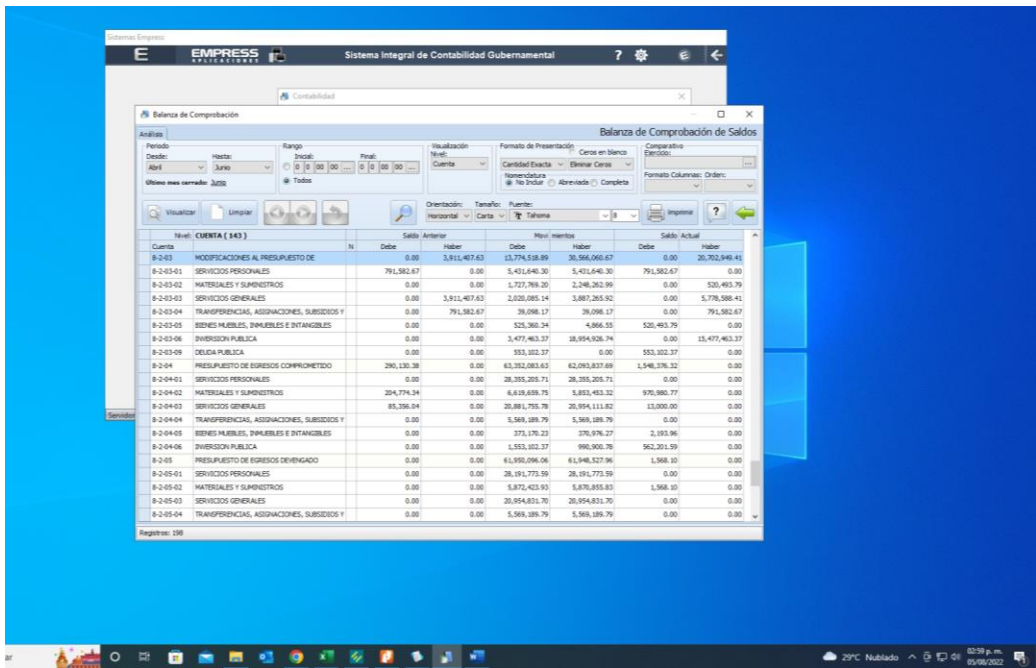 Sistemas Empress
E EMPRESS APLICACIONES Sistema Integral de Contabilidad Gubernamental ?
Contabilidad
Balanza de Comprobación
Análisis Balanza de Comprobación de Saldos
Periodo Rango Visualización Formato de Presentación Comparativo
Desde: Hasta: Inicial: Final: Nivel: Ceros en blanco Ejercicio:
Abril Junio 0 0 00 00 ... 0 0 00 00 ... Cuenta Cantidad Exacta Eliminar Ceros ...
Último mes cerrado: Junio Todos Nomenclatura Formato Columnas: Orden:
No Incluir Abreviada Completa
Orientación: Tamaño: Fuente:
Visualizar Limpiar Horizontal Carta Tahoma 8 Imprimir ?
Nivel: CUENTA ( 143 ) Saldo Anterior Movi mientos Saldo Actual
Cuenta N Debe Haber Debe Haber Debe Haber
8-2-03 MODIFICACIONES AL PRESUPUESTO DE 0.00 3,911,407.63 13,774,518.89 30,566,060.67 0.00 20,702,949.41
8-2-03-01 SERVICIOS PERSONALES 791,582.67 0.00 5,431,640.30 5,431,640.30 791,582.67 0.00
8-2-03-02 MATERIALES Y SUMINISTROS 0.00 0.00 1,727,769.20 2,248,262.99 0.00 520,493.79
8-2-03-03 SERVICIOS GENERALES 0.00 3,911,407.63 2,020,085.14 3,887,265.92 0.00 5,778,588.41
8-2-03-04 TRANSFERENCIAS, ASIGNACIONES, SUBSIDIOS Y 0.00 791,582.67 39,098.17 39,098.17 0.00 791,582.67
8-2-03-05 BIENES MUEBLES, INMUEBLES E INTANGIBLES 0.00 0.00 525,360.34 4,866.55 520,493.79 0.00
8-2-03-06 INVERSION PUBLICA 0.00 0.00 3,477,463.37 18,954,926.74 0.00 15,477,463.37
8-2-03-09 DEUDA PUBLICA 0.00 0.00 553,102.37 0.00 553,102.37 0.00
8-2-04 PRESUPUESTO DE EGRESOS COMPROMETIDO 290,130.38 0.00 63,352,083.63 62,093,837.69 1,548,376.32 0.00
8-2-04-01 SERVICIOS PERSONALES 0.00 0.00 28,355,205.71 28,355,205.71 0.00 0.00
8-2-04-02 MATERIALES Y SUMINISTROS 204,774.34 0.00 6,619,659.75 5,853,453.32 970,980.77 0.00
8-2-04-03 SERVICIOS GENERALES 85,356.04 0.00 20,881,755.78 20,954,111.82 13,000.00 0.00
8-2-04-04 TRANSFERENCIAS, ASIGNACIONES, SUBSIDIOS Y 0.00 0.00 5,569,189.79 5,569,189.79 0.00 0.00
8-2-04-05 BIENES MUEBLES, INMUEBLES E INTANGIBLES 0.00 0.00 373,170.23 370,976.27 2,193.96 0.00
8-2-04-06 INVERSION PUBLICA 0.00 0.00 1,553,102.37 990,900.78 562,201.59 0.00
8-2-05 PRESUPUESTO DE EGRESOS DEVENGADO 0.00 0.00 61,950,096.06 61,948,527.96 1,568.10 0.00
8-2-05-01 SERVICIOS PERSONALES 0.00 0.00 28,191,773.59 28,191,773.59 0.00 0.00
8-2-05-02 MATERIALES Y SUMINISTROS 0.00 0.00 5,872,423.93 5,870,855.83 1,568.10 0.00
8-2-05-03 SERVICIOS GENERALES 0.00 0.00 20,954,831.70 20,954,831.70 0.00 0.00
8-2-05-04 TRANSFERENCIAS, ASIGNACIONES, SUBSIDIOS Y 0.00 0.00 5,569,189.79 5,569,189.79 0.00 0.00
Servidor
Registros: 198
ar 29°C Nublado 02:59 p. m.
05/08/2022